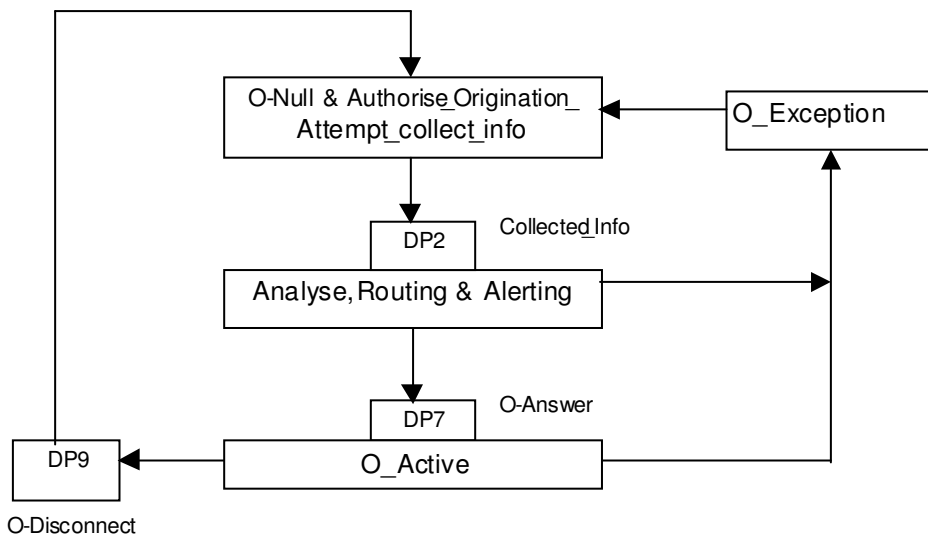 O-Null & Authorise_Origination_
Attempt_collect_info
O_Exception
DP2
Collected_Info
Analyse, Routing & Alerting
DP7
O-Answer
DP9
O_Active
O-Disconnect